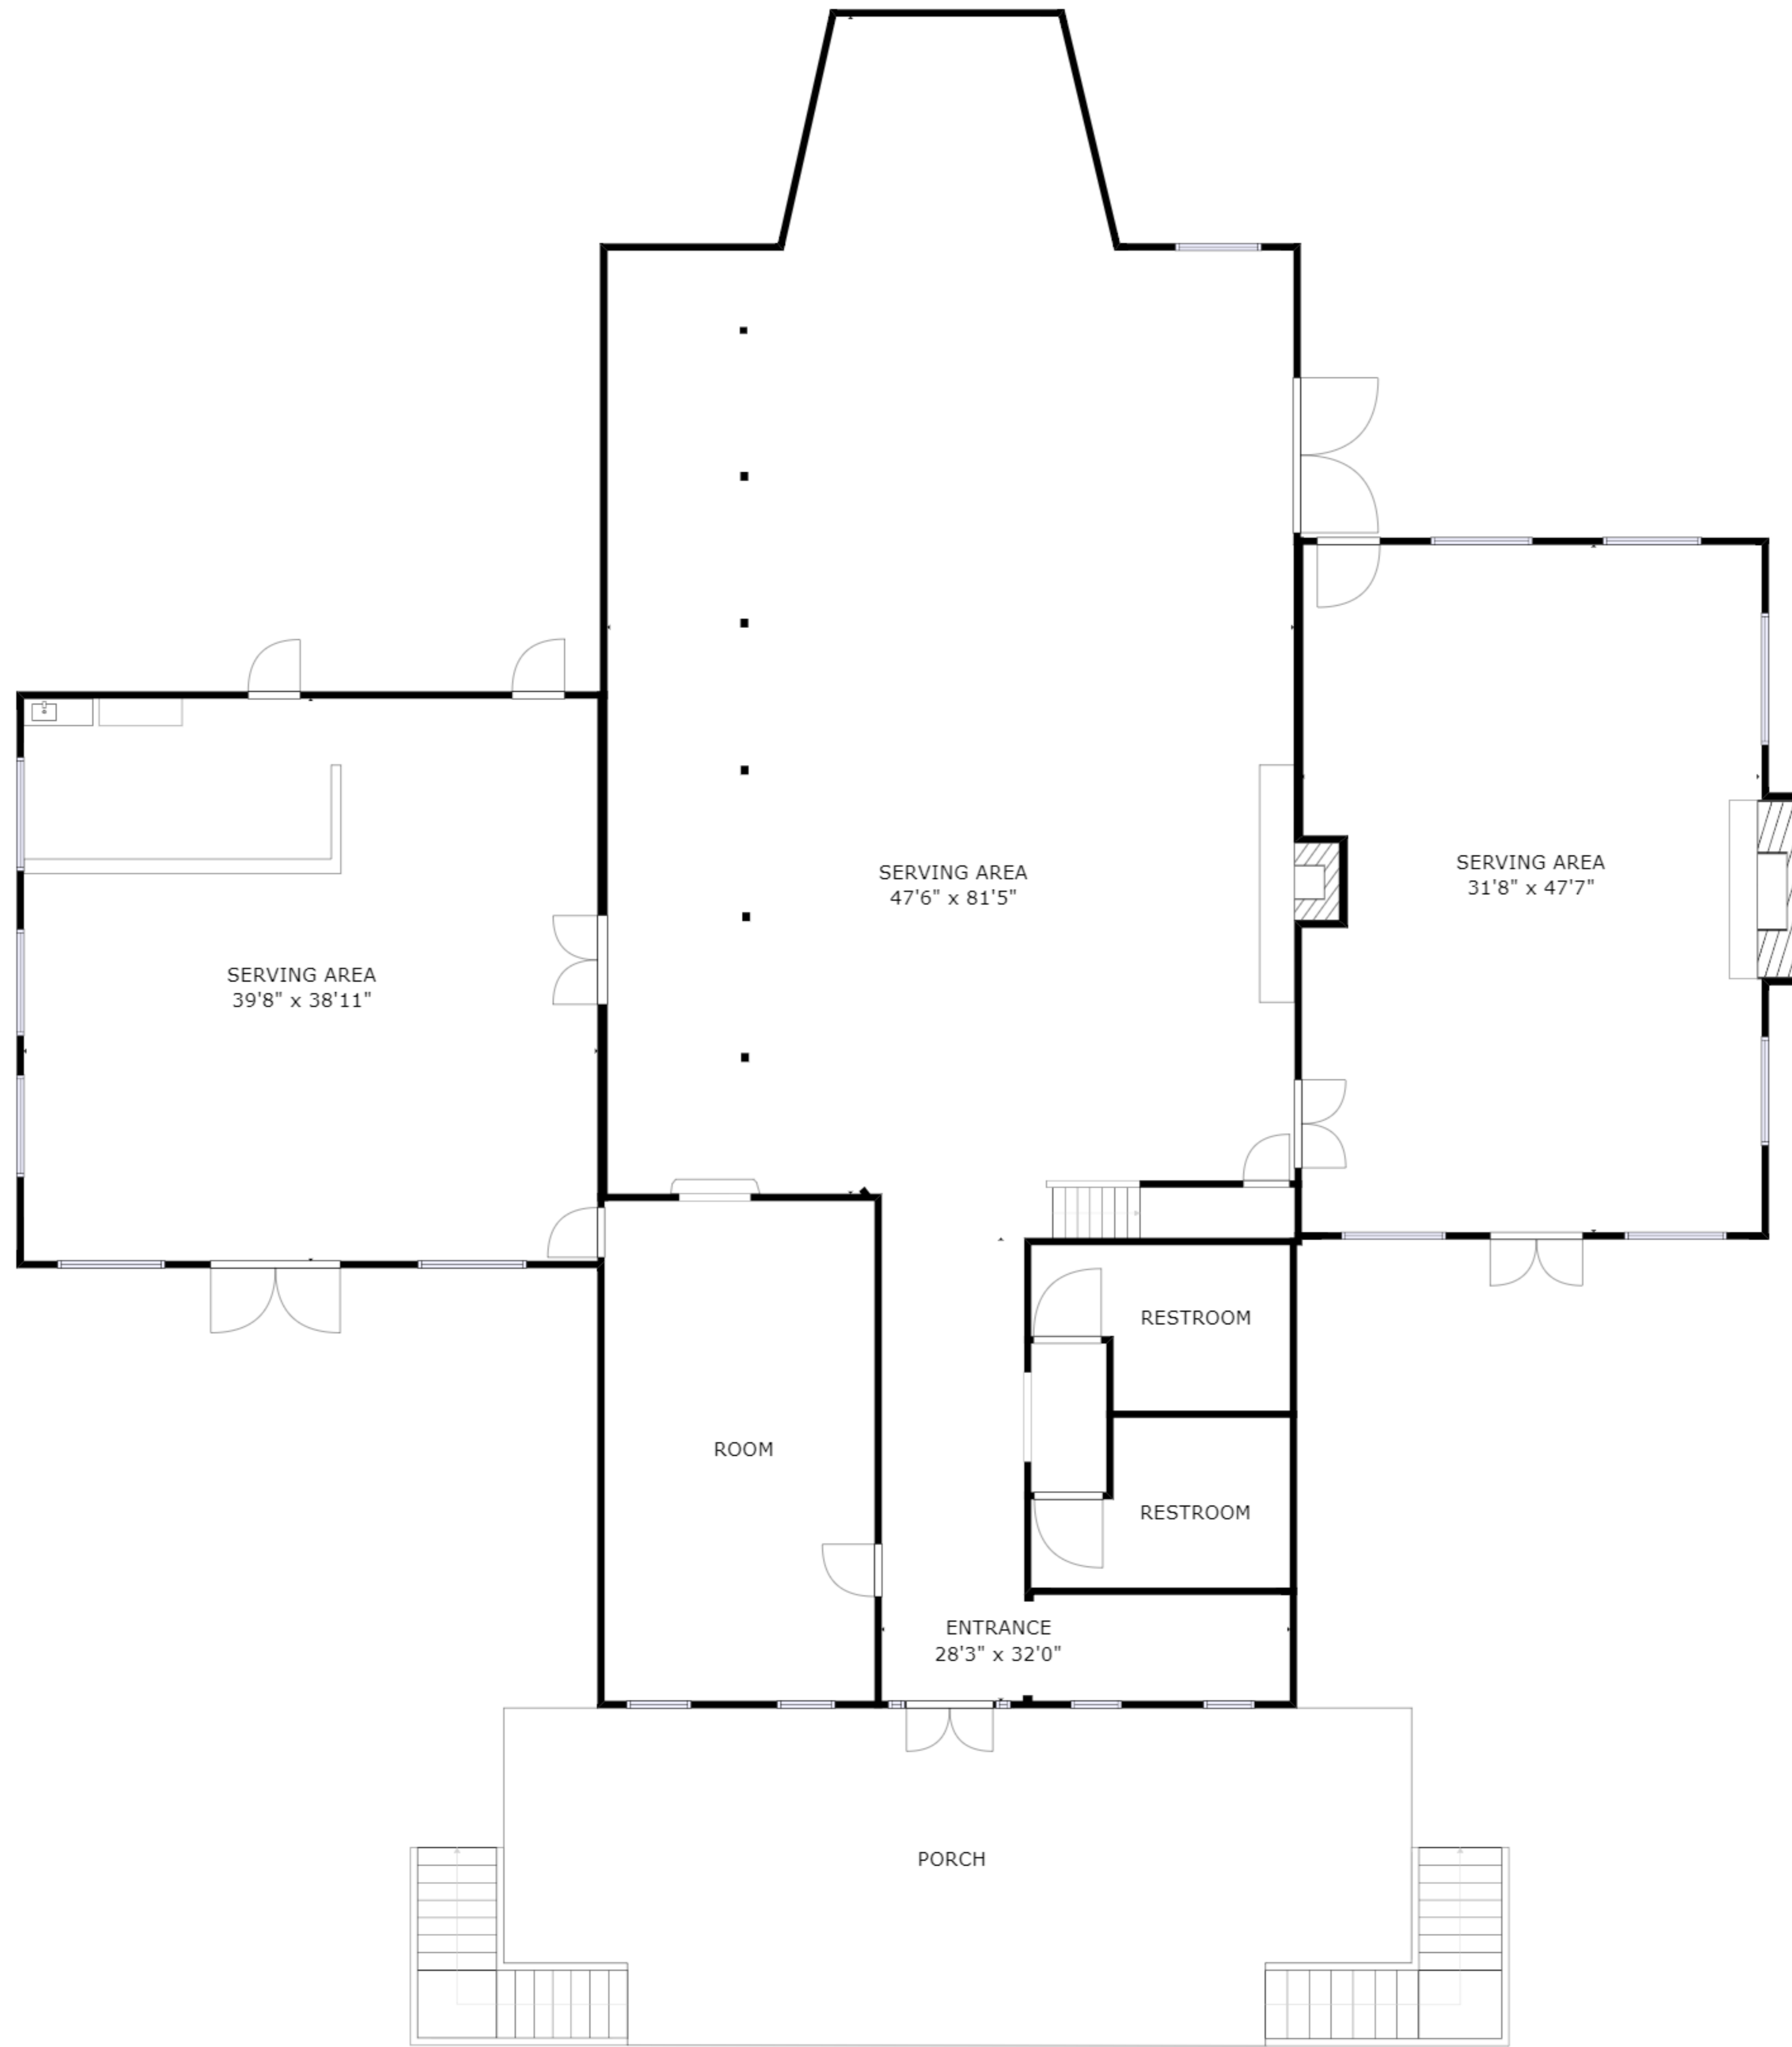 SERVING AREA
47'6" x 81'5"
SERVING AREA
31'8" x 47'7"
SERVING AREA
39'8" x 38'11"
RESTROOM
ROOM
RESTROOM
ENTRANCE
28'3" x 32'0"
PORCH